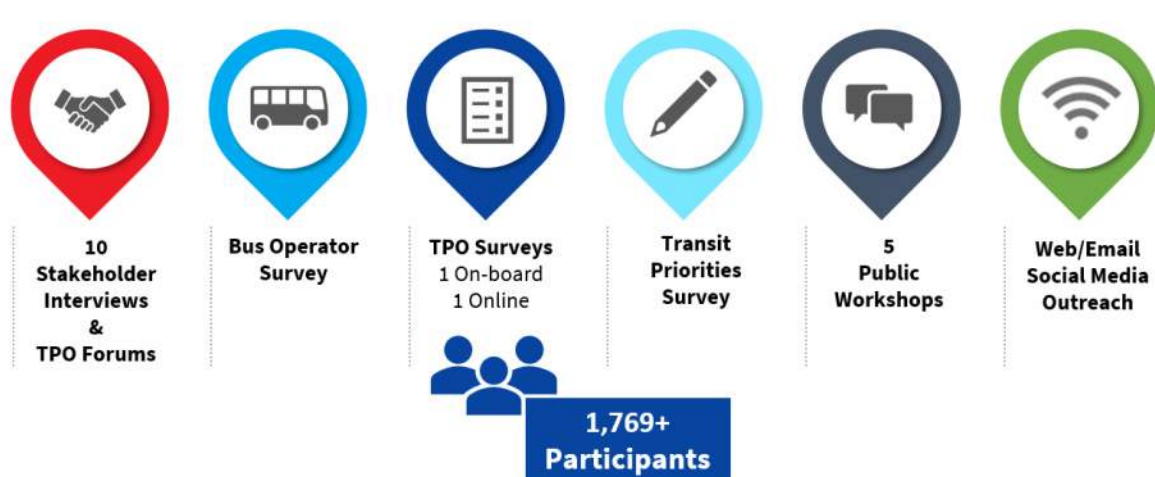 10
Stakeholder
Interviews
&
TPO Forums
Bus Operator
Survey
TPO Surveys
1 On-board
1 Online
Transit
Priorities
Survey
5
Public
Workshops
Web/Email
Social Media
Outreach
1,769+
Participants